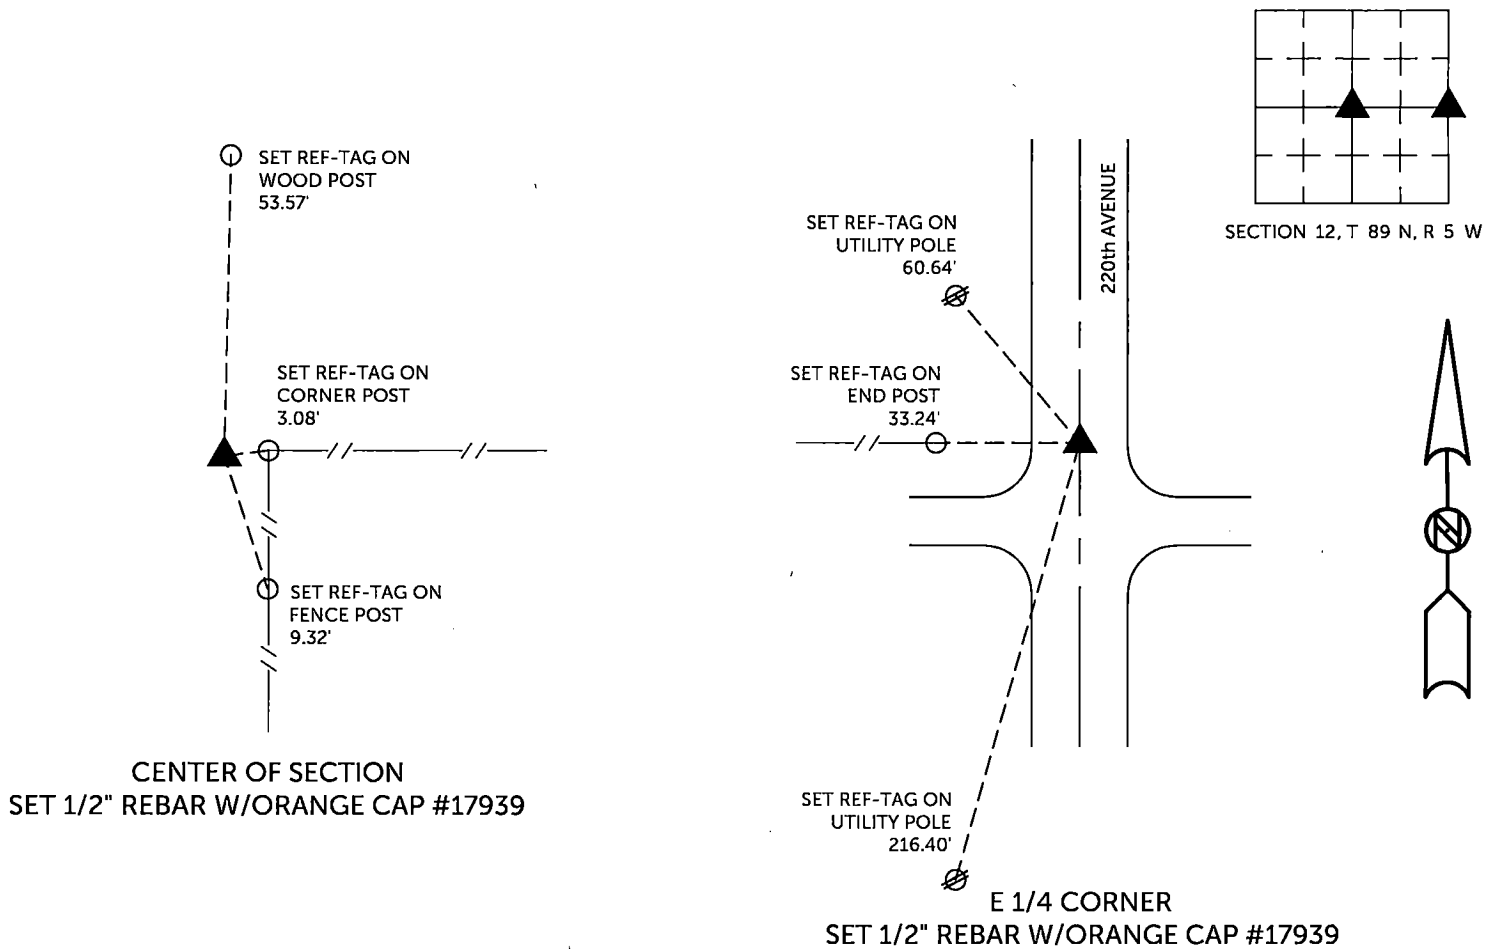 SET REF-TAG ON
WOOD POST
53.57'
SET REF-TAG ON
CORNER POST
3.08'
SET REF-TAG ON
FENCE POST
9.32'
CENTER OF SECTION
SET 1/2" REBAR W/ORANGE CAP #17939
SET REF-TAG ON
UTILITY POLE
60.64'
220th AVENUE
SET REF-TAG ON
END POST
33.24'
SET REF-TAG ON
UTILITY POLE
216.40'
E 1/4 CORNER
SET 1/2" REBAR W/ORANGE CAP #17939
SECTION 12, T 89 N, R 5 W
N